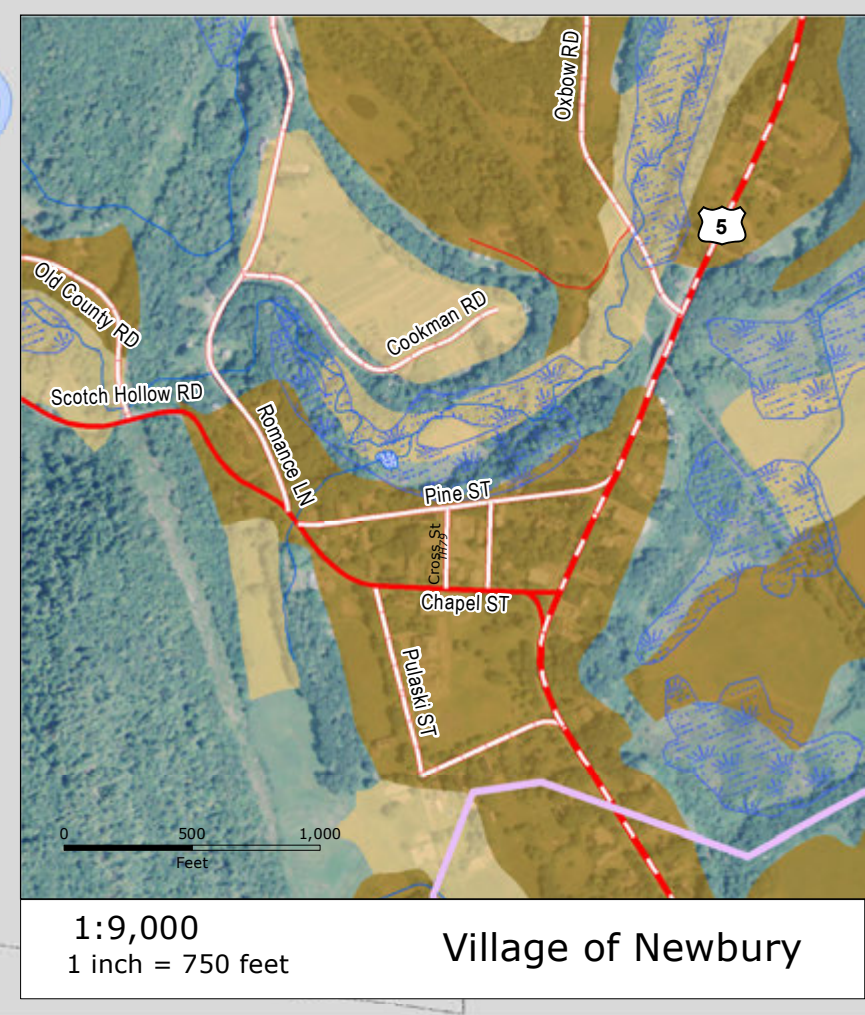 Oxbow RD
5
Old County RD
Cookman RD
Scotch Hollow RD
Romance LN
Pine ST
Cross St
TH79
Chapel ST
Pulaski ST
0 500 1,000
Feet
1:9,000
1 inch = 750 feet
Village of Newbury